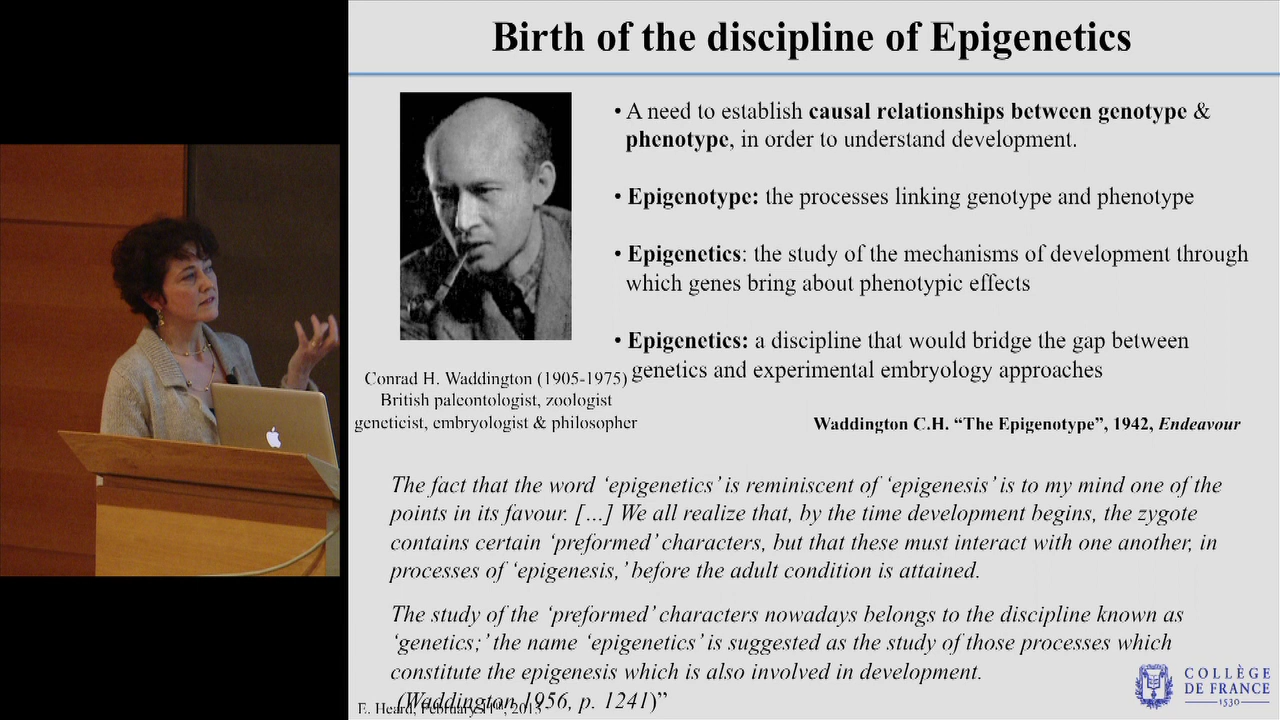 Birth of the discipline of Epigenetics
• A need to establish causal relationships between genotype &
phenotype, in order to understand development.
• Epigenotype: the processes linking genotype and phenotype
• Epigenetics: the study of the mechanisms of development through
which genes bring about phenotypic effects
• Epigenetics: a discipline that would bridge the gap between
genetics and experimental embryology approaches
Conrad H. Waddington (1905-1975)
British paleontologist, zoologist
geneticist, embryologist & philosopher
Waddington C.H. “The Epigenotype”, 1942, Endeavour
The fact that the word ‘epigenetics’ is reminiscent of ‘epigenesis’ is to my mind one of the
points in its favour. […] We all realize that, by the time development begins, the zygote
contains certain ‘preformed’ characters, but that these must interact with one another, in
processes of ‘epigenesis,’ before the adult condition is attained.
The study of the ‘preformed’ characters nowadays belongs to the discipline known as
‘genetics;’ the name ‘epigenetics’ is suggested as the study of those processes which
constitute the epigenesis which is also involved in development.
(Waddington 1956, p. 1241)”
E. Heard, February 11th, 2013
COLLÈGE
DE FRANCE
1530